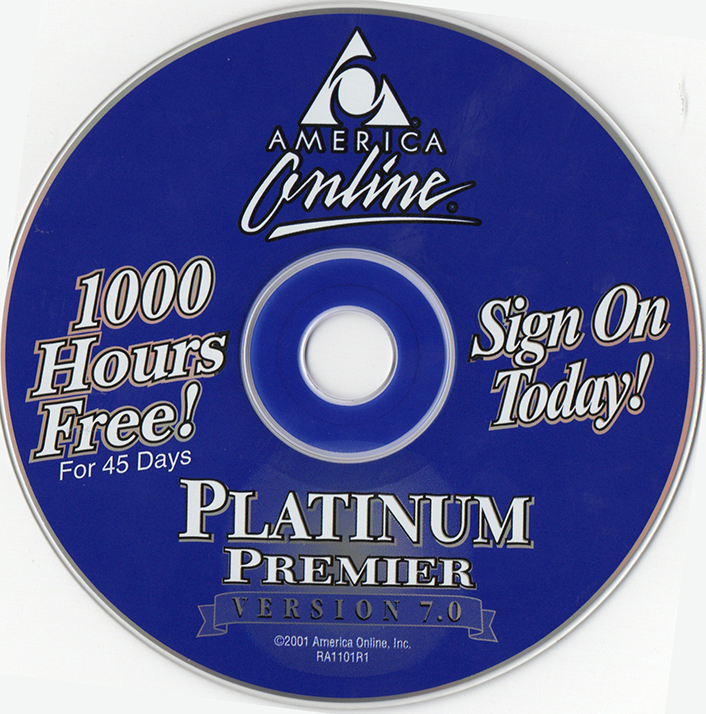 AMERICA
Online®
1000
Hours
Free!
For 45 Days
Sign On
Today!
PLATINUM
PREMIER
VERSION 7.0
©2001 America Online, Inc.
RA1101R1